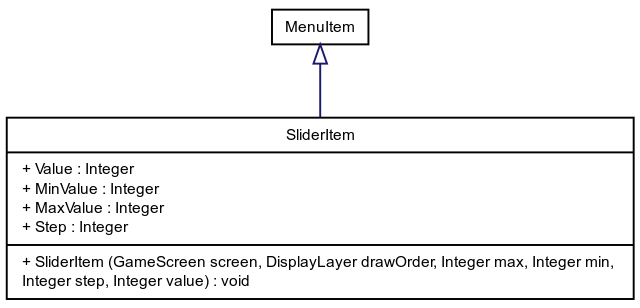 MenuItem
SliderItem
+ Value : Integer
+ MinValue : Integer
+ MaxValue : Integer
+ Step : Integer
+ SliderItem (GameScreen screen, DisplayLayer drawOrder, Integer max, Integer min,
Integer step, Integer value) : void